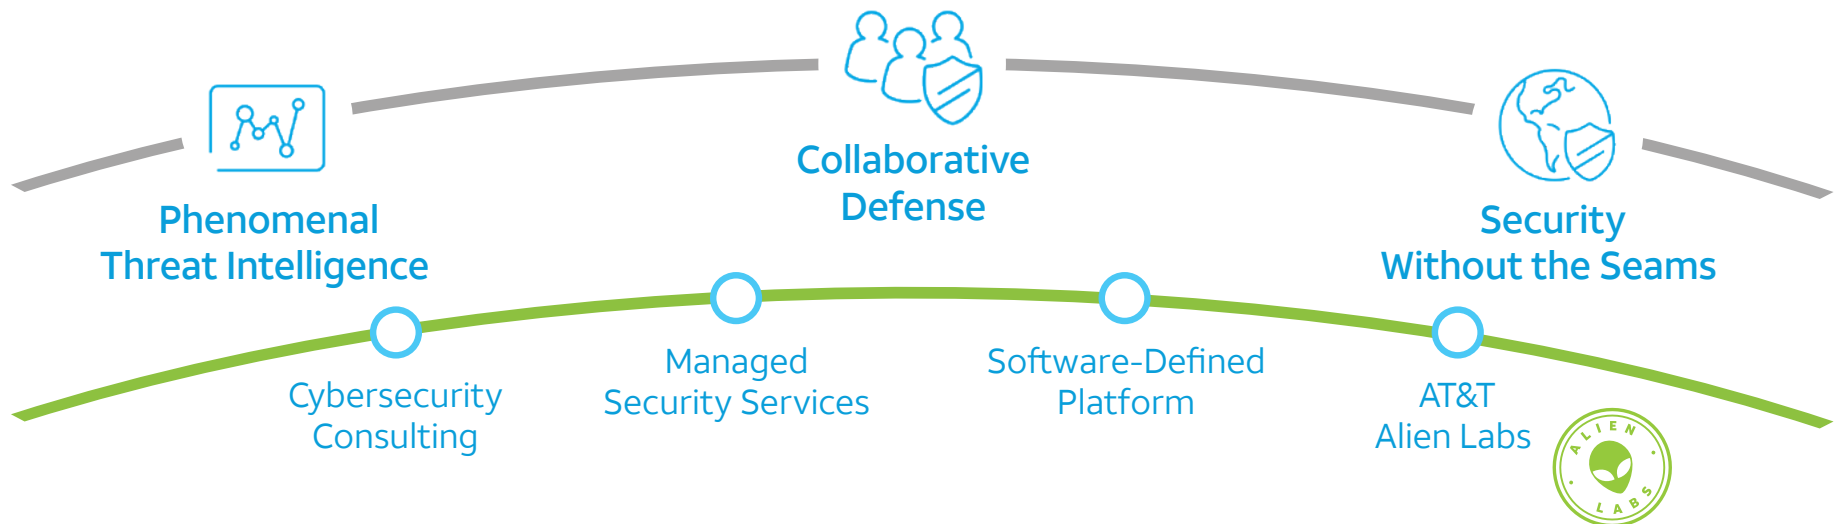 Phenomenal
Threat Intelligence
Collaborative
Defense
Security
Without the Seams
Cybersecurity
Consulting
Managed
Security Services
Software-Defined
Platform
AT&T
Alien Labs
ALIEN
LABS